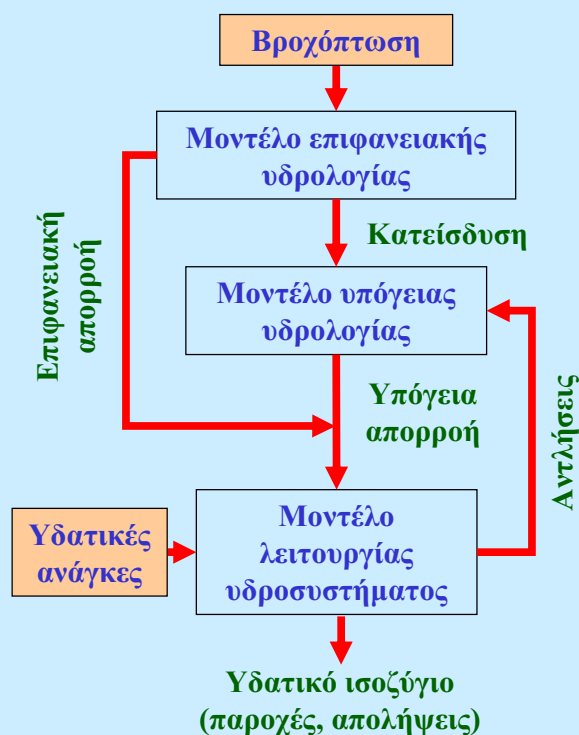 Βροχόπτωση
Μοντέλο επιφανειακής
υδρολογίας
Κατείσδυση
Επιφανειακή
απορροή
Μοντέλο υπόγειας
υδρολογίας
Υπόγεια
απορροή
Αντλήσεις
Υδατικές
ανάγκες
Μοντέλο
λειτουργίας
υδροσυστήματος
Υδατικό ισοζύγιο
(παροχές, απολήψεις)